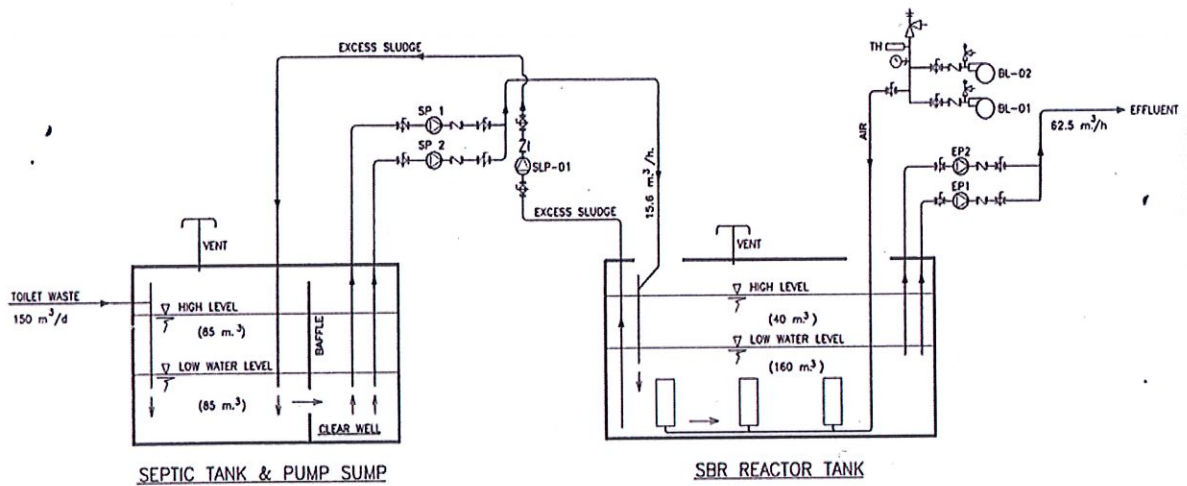 EXCESS SLUDGE
SP 1
SP 2
SLP-01
EXCESS SLUDGE
15.6 m³/h.
TH
BL-02
BL-01
AIR
EFFLUENT
62.5 m³/h
EP2
EP1
VENT
TOILET WASTE
150 m³/d
HIGH LEVEL
(85 m.³)
BAFFLE
LOW WATER LEVEL
(85 m.³)
CLEAR WELL
SEPTIC TANK & PUMP SUMP
VENT
HIGH LEVEL
(40 m.³)
LOW WATER LEVEL
(160 m.³)
SBR REACTOR TANK